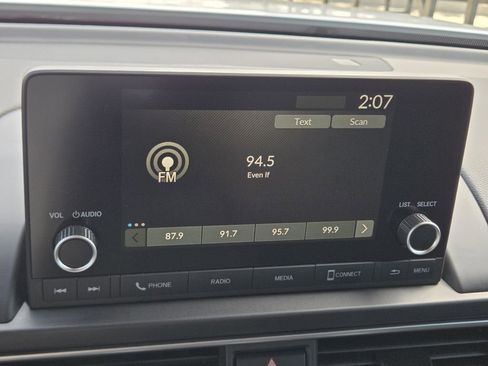 2:07
Text Scan
94.5
Even If
FM
VOL AUDIO
LIST SELECT
87.9 91.7 95.7 99.9
PHONE RADIO MEDIA CONNECT MENU